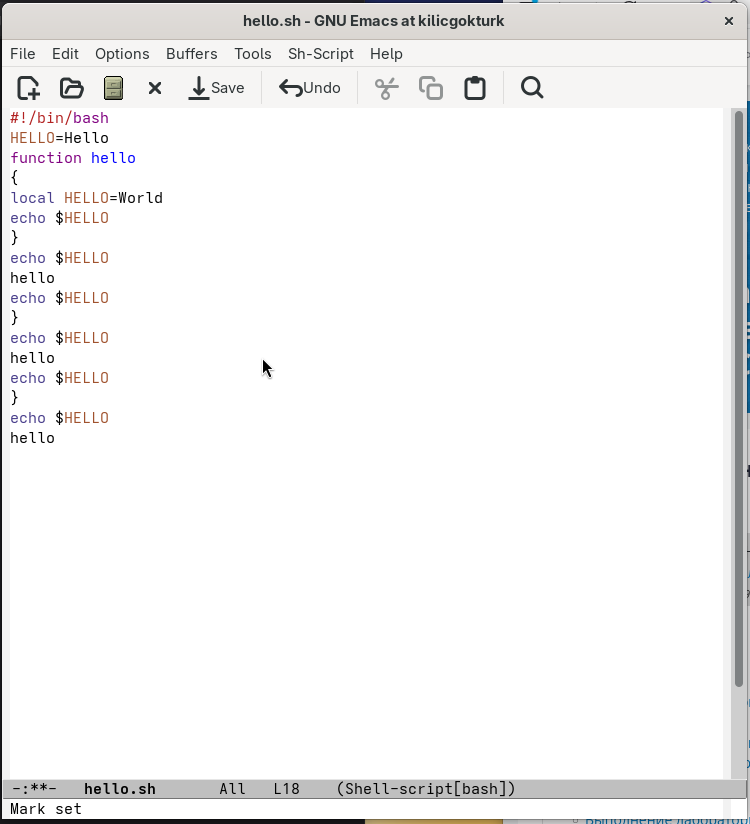 hello.sh - GNU Emacs at kilicgokturk
File Edit Options Buffers Tools Sh-Script Help
Save Undo
#!/bin/bash
HELLO=Hello
function hello
{
local HELLO=World
echo $HELLO
}
echo $HELLO
hello
echo $HELLO
}
echo $HELLO
hello
echo $HELLO
}
echo $HELLO
hello
-:**- hello.sh All L18 (Shell-script[bash])
Mark set
Выполнение лаборатор